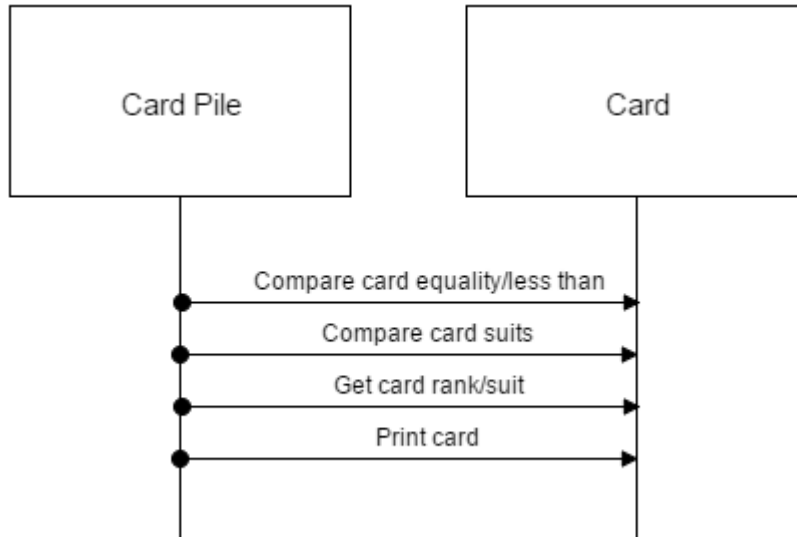 Card Pile
Card
Compare card equality/less than
Compare card suits
Get card rank/suit
Print card